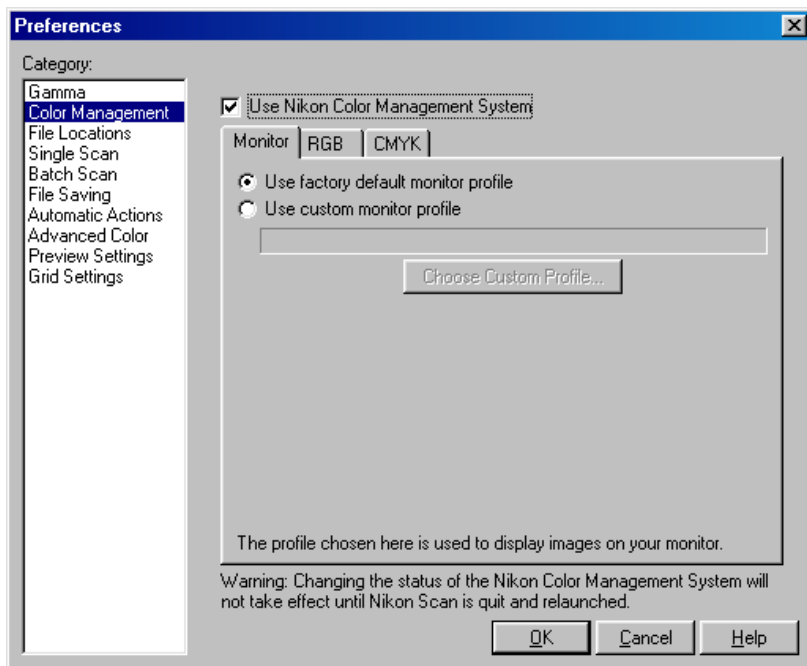 Preferences
Category:
Gamma
Color Management
File Locations
Single Scan
Batch Scan
File Saving
Automatic Actions
Advanced Color
Preview Settings
Grid Settings
Use Nikon Color Management System
Monitor RGB CMYK
Use factory default monitor profile
Use custom monitor profile
Choose Custom Profile...
The profile chosen here is used to display images on your monitor.
Warning: Changing the status of the Nikon Color Management System will
not take effect until Nikon Scan is quit and relaunched.
OK Cancel Help